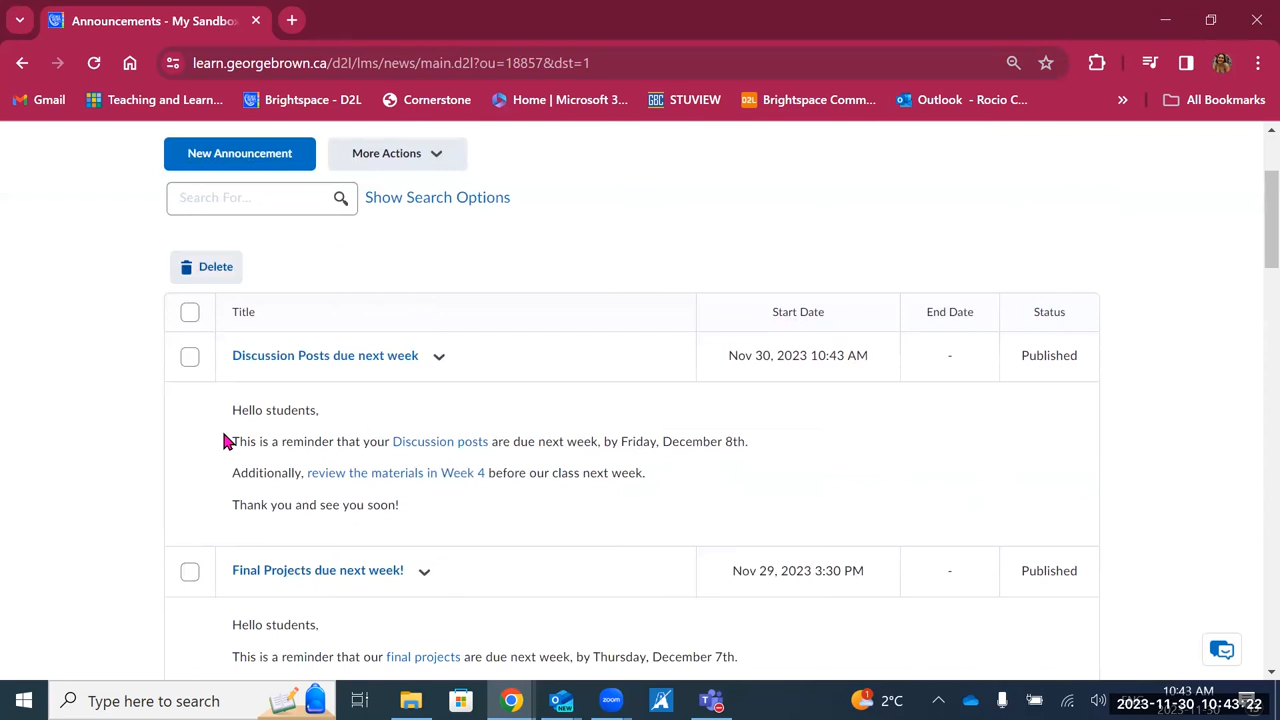 Announcements - My Sandbox
learn.georgebrown.ca/d2l/lms/news/main.d2l?ou=18857&dst=1
Gmail
Teaching and Learn...
Brightspace - D2L
Cornerstone
Home | Microsoft 3...
GBC STUVIEW
D2L Brightspace Comm...
Outlook - Rocio C...
All Bookmarks
New Announcement
More Actions
Search For...
Show Search Options
Delete
Title Start Date End Date Status
Discussion Posts due next week Nov 30, 2023 10:43 AM - Published
Hello students,
This is a reminder that your Discussion posts are due next week, by Friday, December 8th.
Additionally, review the materials in Week 4 before our class next week.
Thank you and see you soon!
Final Projects due next week! Nov 29, 2023 3:30 PM - Published
Hello students,
This is a reminder that our final projects are due next week, by Thursday, December 7th.
Type here to search
NEW
zoom
1
2°C
10:43 AM
2023-11-30 10:43:22